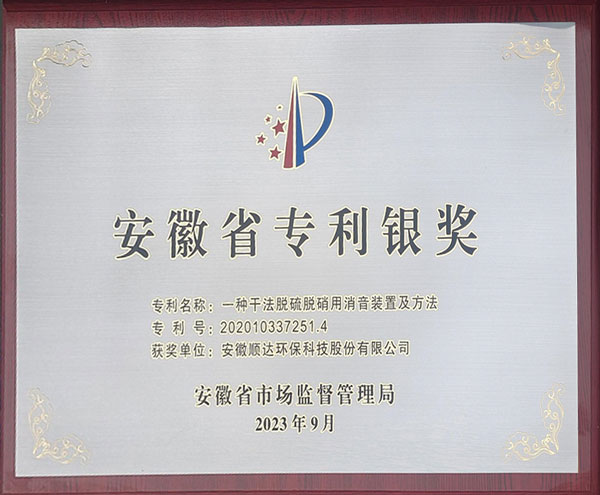 安徽省专利银奖
专利名称：一种干法脱硫脱硝用消音装置及方法
专 利 号：202010337251.4
获奖单位：安徽顺达环保科技股份有限公司
安徽省市场监督管理局
2023年9月